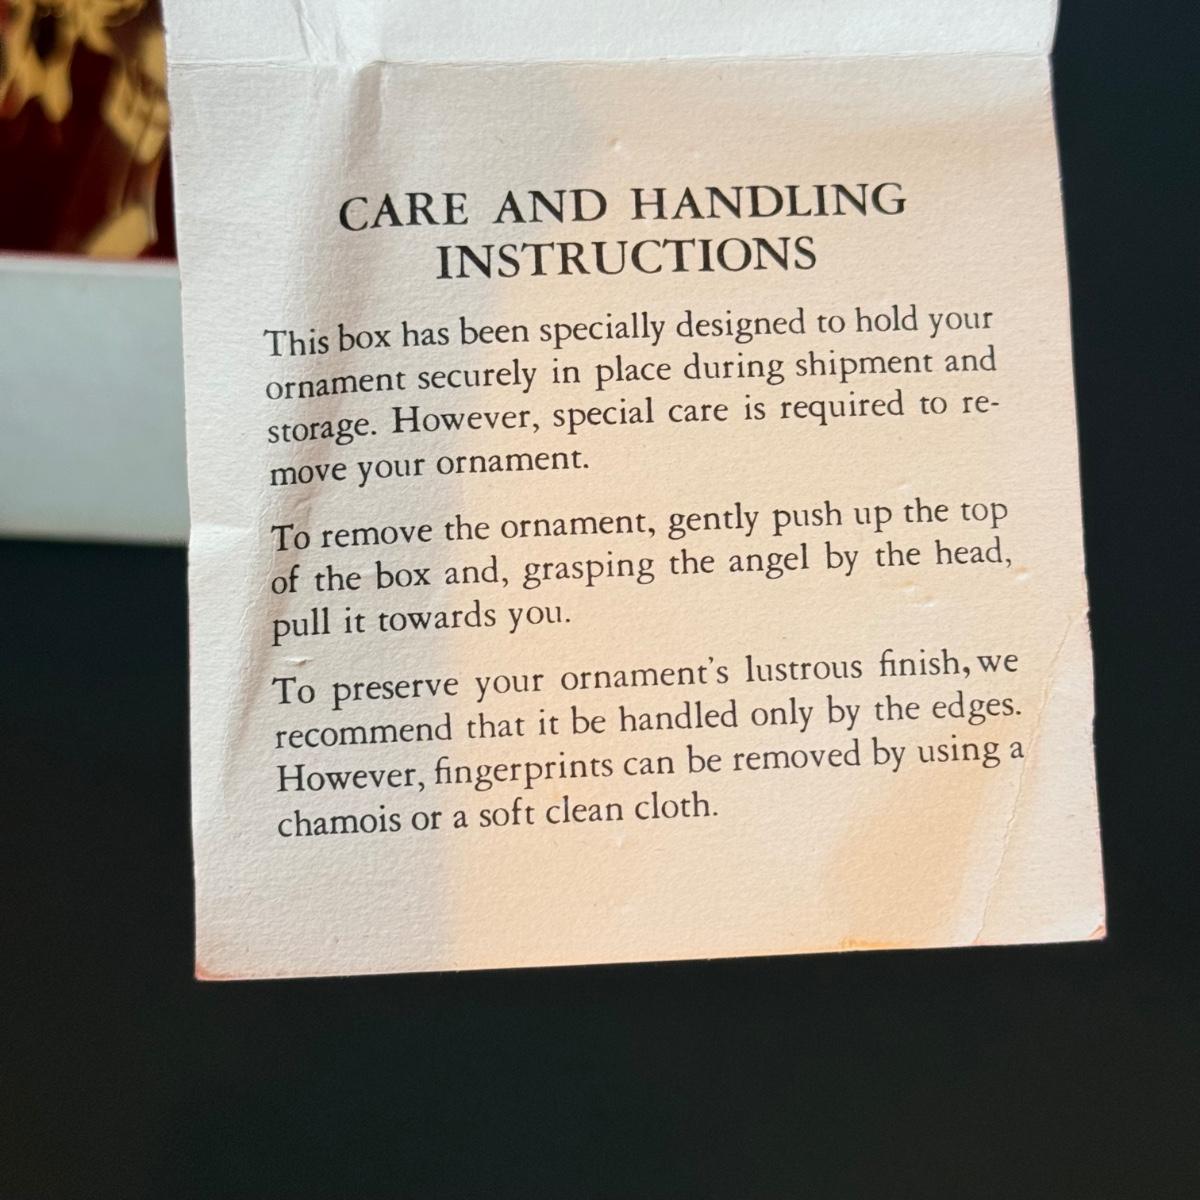 CARE AND HANDLING
INSTRUCTIONS
This box has been specially designed to hold your
ornament securely in place during shipment and
storage. However, special care is required to re-
move your ornament.
To remove the ornament, gently push up the top
of the box and, grasping the angel by the head,
pull it towards you.
To preserve your ornament's lustrous finish, we
recommend that it be handled only by the edges.
However, fingerprints can be removed by using a
chamois or a soft clean cloth.